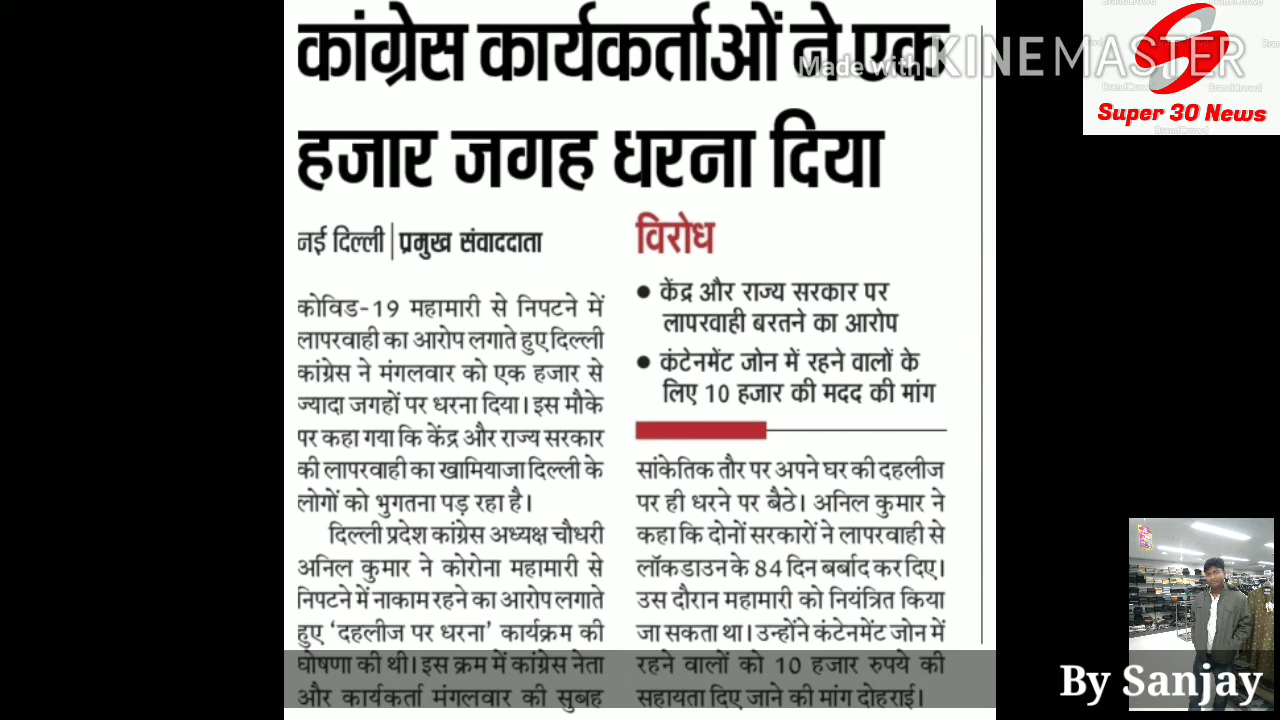 कांग्रेस कार्यकर्ताओं ने एक
हजार जगह धरना दिया
Made with KINEMASTER
Super 30 News
नई दिल्ली | प्रमुख संवाददाता
कोविड-19 महामारी से निपटने में
लापरवाही का आरोप लगाते हुए दिल्ली
कांग्रेस ने मंगलवार को एक हजार से
ज्यादा जगहों पर धरना दिया। इस मौके
पर कहा गया कि केंद्र और राज्य सरकार
की लापरवाही का खामियाजा दिल्ली के
लोगों को भुगतना पड़ रहा है।
दिल्ली प्रदेश कांग्रेस अध्यक्ष चौधरी
अनिल कुमार ने कोरोना महामारी से
निपटने में नाकाम रहने का आरोप लगाते
हुए ‘दहलीज पर धरना’ कार्यक्रम की
घोषणा की थी। इस क्रम में कांग्रेस नेता
और कार्यकर्ता मंगलवार की सुबह
विरोध
● केंद्र और राज्य सरकार पर
लापरवाही बरतने का आरोप
● कंटेनमेंट जोन में रहने वालों के
लिए 10 हजार की मदद की मांग
सांकेतिक तौर पर अपने घर की दहलीज
पर ही धरने पर बैठे। अनिल कुमार ने
कहा कि दोनों सरकारों ने लापरवाही से
लॉकडाउन के 84 दिन बर्बाद कर दिए।
उस दौरान महामारी को नियंत्रित किया
जा सकता था। उन्होंने कंटेनमेंट जोन में
रहने वालों को 10 हजार रुपये की
सहायता दिए जाने की मांग दोहराई।
By Sanjay